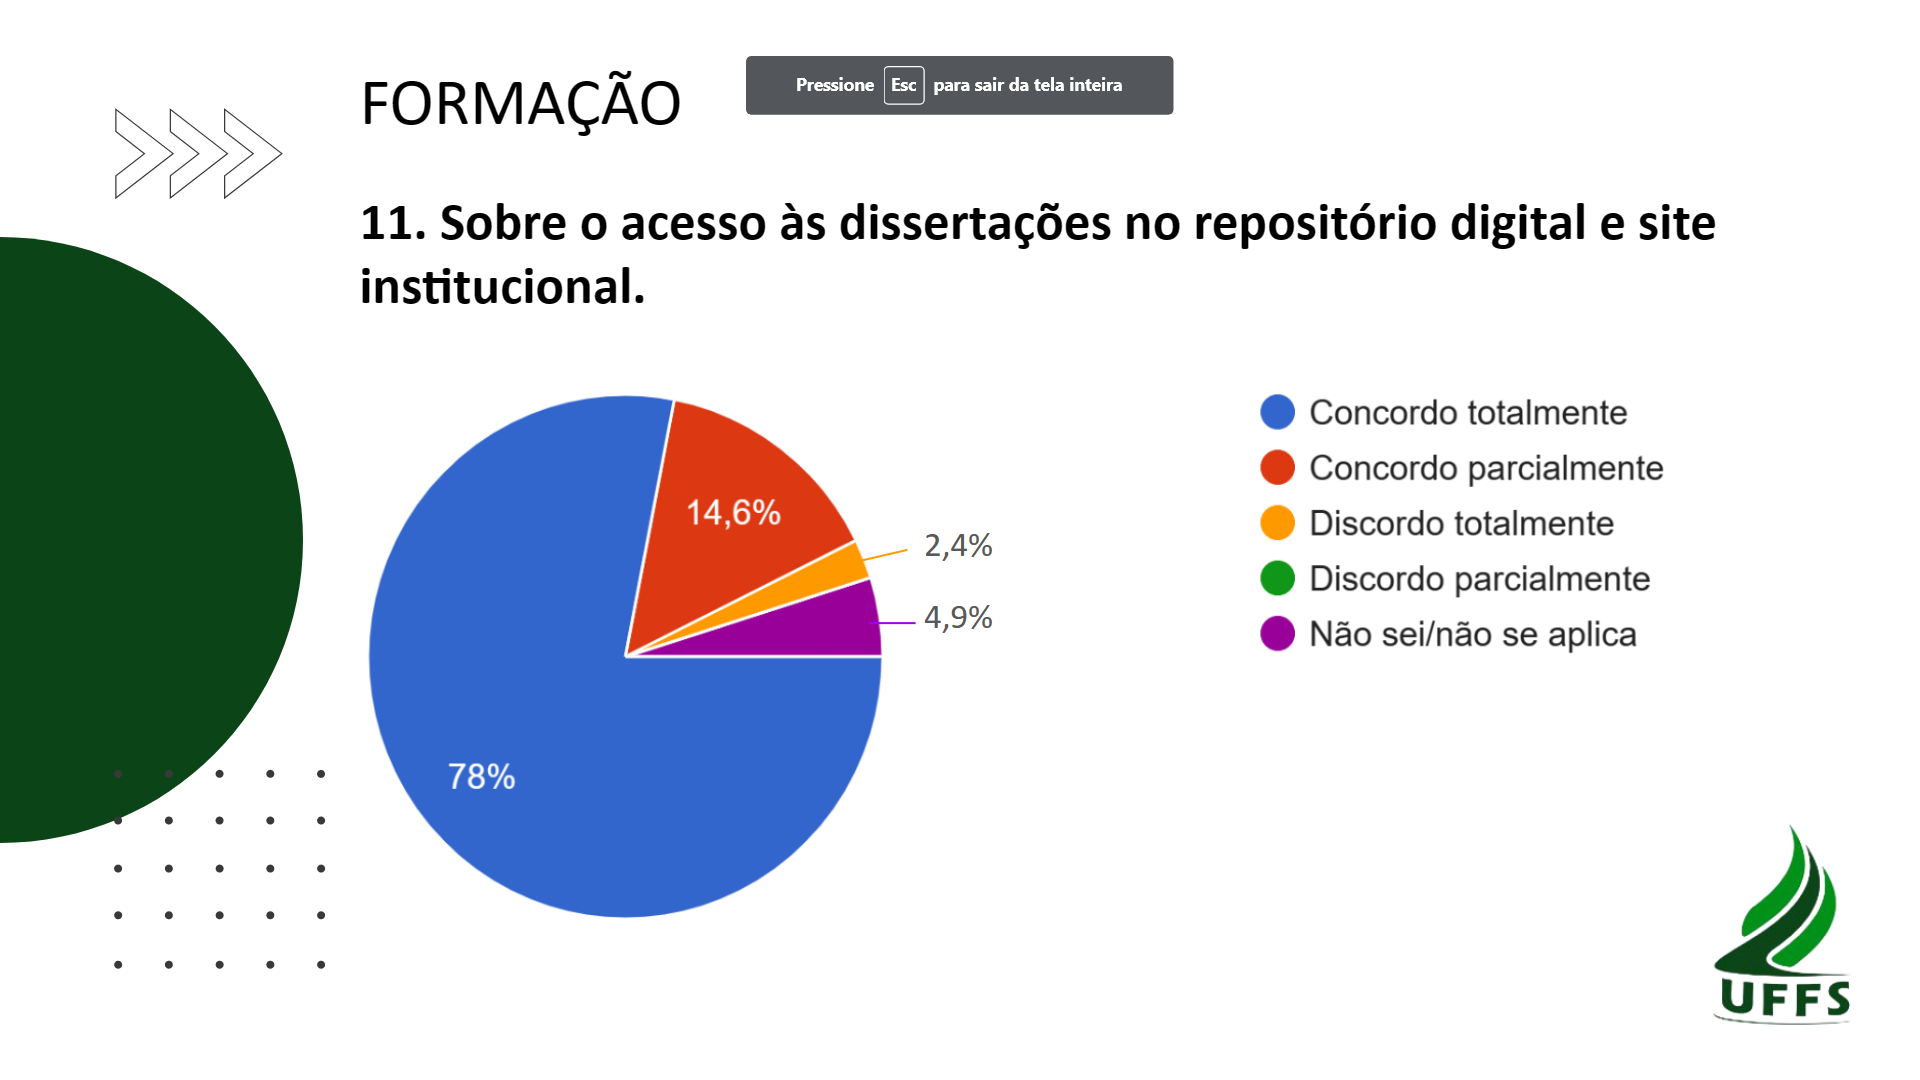 FORMAÇÃO
Pressione Esc para sair da tela inteira
11. Sobre o acesso às dissertações no repositório digital e site
institucional.
14,6%
2,4%
4,9%
78%
Concordo totalmente
Concordo parcialmente
Discordo totalmente
Discordo parcialmente
Não sei/não se aplica
UFFS